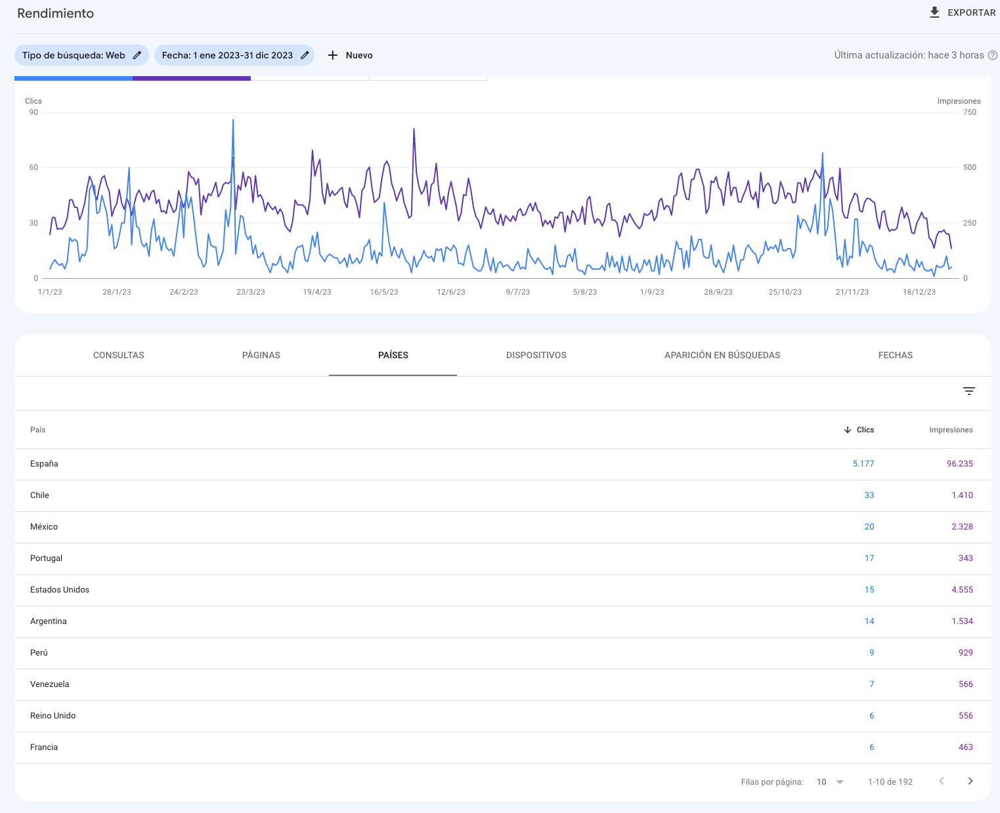 Rendimiento
EXPORTAR
Tipo de búsqueda: Web
Fecha: 1 ene 2023-31 dic 2023
Nuevo
Última actualización: hace 3 horas
Clics
Impresiones
90
750
60
500
30
250
0
0
1/1/23
28/1/23
24/2/23
23/3/23
19/4/23
16/5/23
12/6/23
9/7/23
5/8/23
1/9/23
28/9/23
25/10/23
21/11/23
18/12/23
CONSULTAS
PÁGINAS
PAÍSES
DISPOSITIVOS
APARICIÓN EN BÚSQUEDAS
FECHAS
País
Clics
Impresiones
España 5.177 96.235
Chile 33 1.410
México 20 2.328
Portugal 17 343
Estados Unidos 15 4.555
Argentina 14 1.534
Perú 9 929
Venezuela 7 566
Reino Unido 6 556
Francia 6 463
Filas por página: 10 1-10 de 192